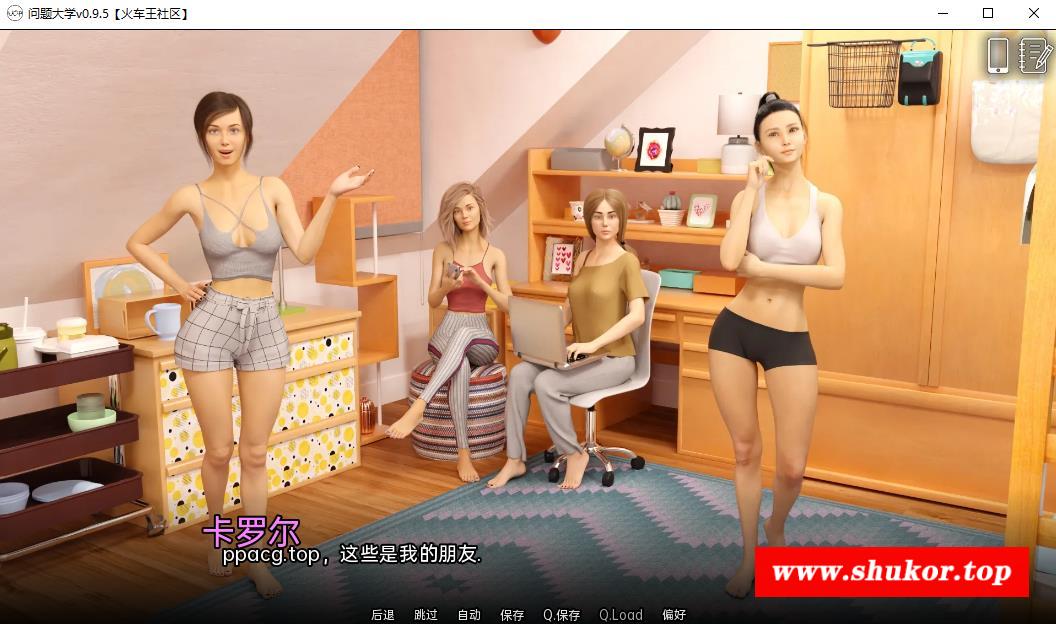 问题大学v0.9.5【火车王社区】
卡罗尔
ppacg.top，这些是我的朋友.
www.shukor.top
后退 跳过 自动 保存 Q.保存 Q.Load 偏好